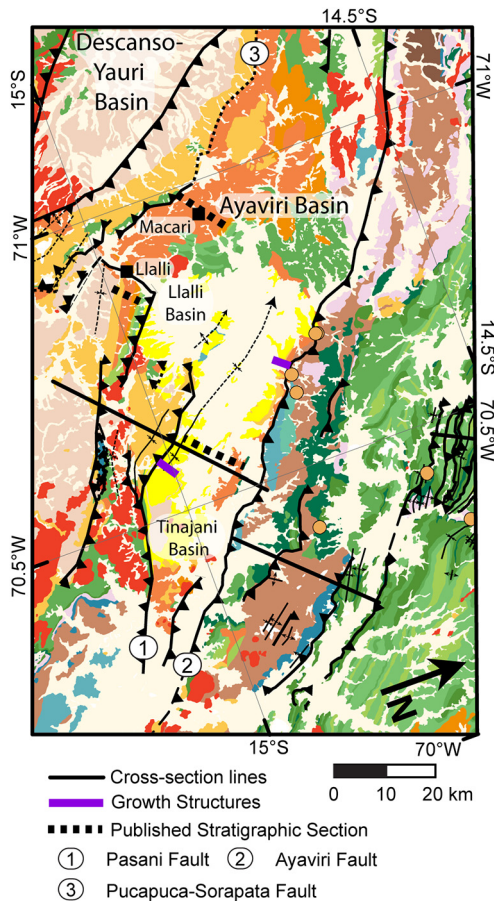 14.5°S
Descanso-
Yauri
Basin
3
15°S
71°W
Ayaviri Basin
Macari
71°W
Llalli
Llalli
Basin
14.5°S
70.5°W
Tinajani
Basin
70.5°W
1
2
N
15°S
70°W
Cross-section lines
Growth Structures
0 10 20 km
Published Stratigraphic Section
1 Pasani Fault 2 Ayaviri Fault
3 Pucapuca-Sorapata Fault